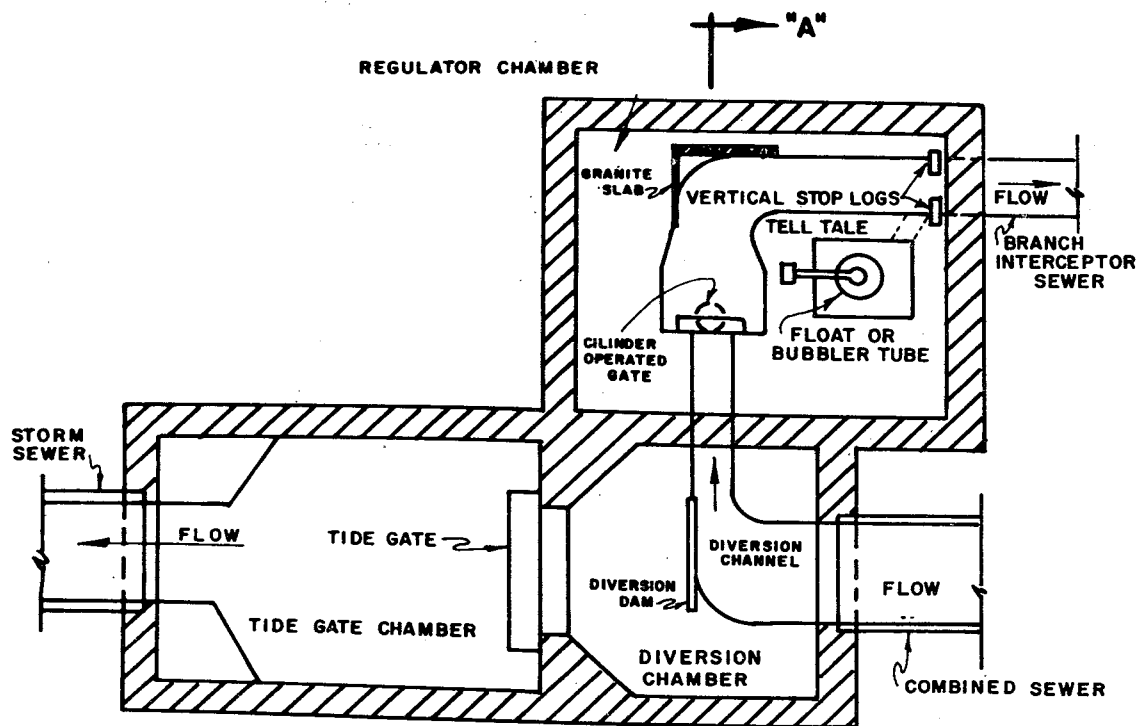 "A"
REGULATOR CHAMBER
GRANITE
SLAB
VERTICAL STOP LOGS
FLOW
TELL TALE
BRANCH
INTERCEPTOR
SEWER
FLOAT OR
BUBBLER TUBE
CILINDER
OPERATED
GATE
STORM
SEWER
FLOW
TIDE GATE
DIVERSION
CHANNEL
FLOW
DIVERSION
DAM
TIDE GATE CHAMBER
DIVERSION
CHAMBER
COMBINED SEWER